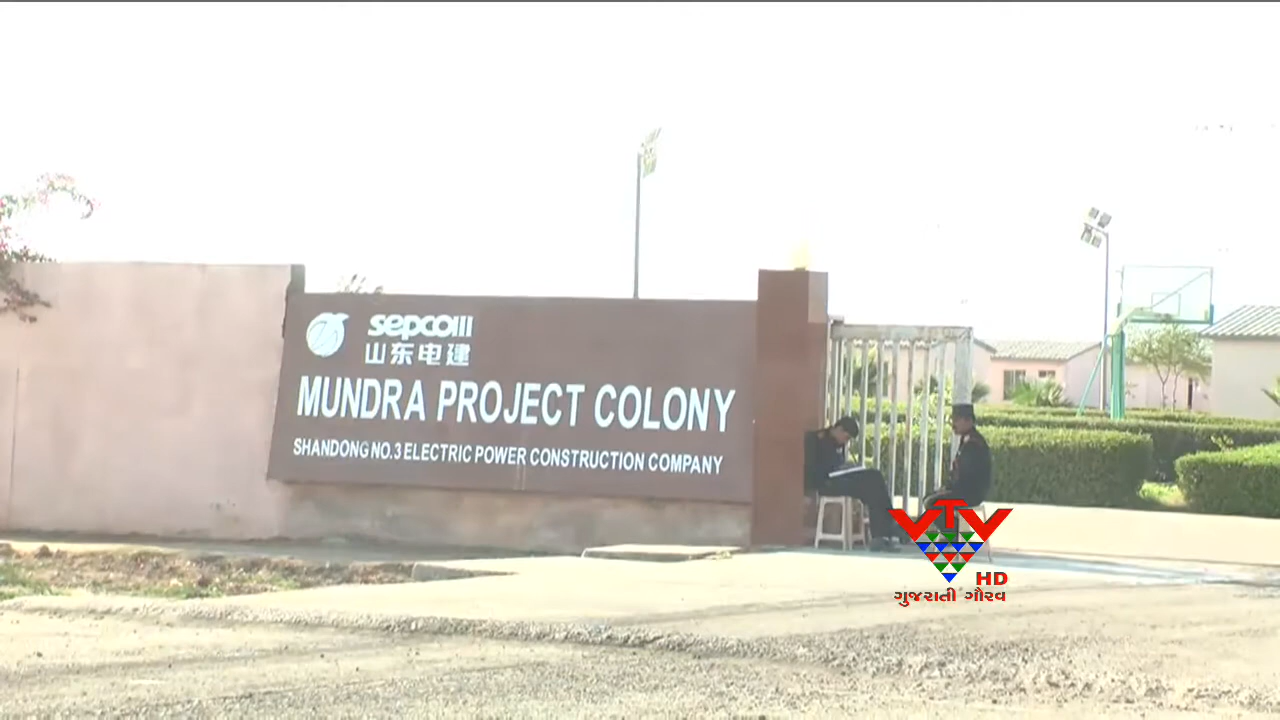 sepcoIII
山东电建
MUNDRA PROJECT COLONY
SHANDONG NO.3 ELECTRIC POWER CONSTRUCTION COMPANY
VTV
HD
ગુજરાતી ગૌરવ